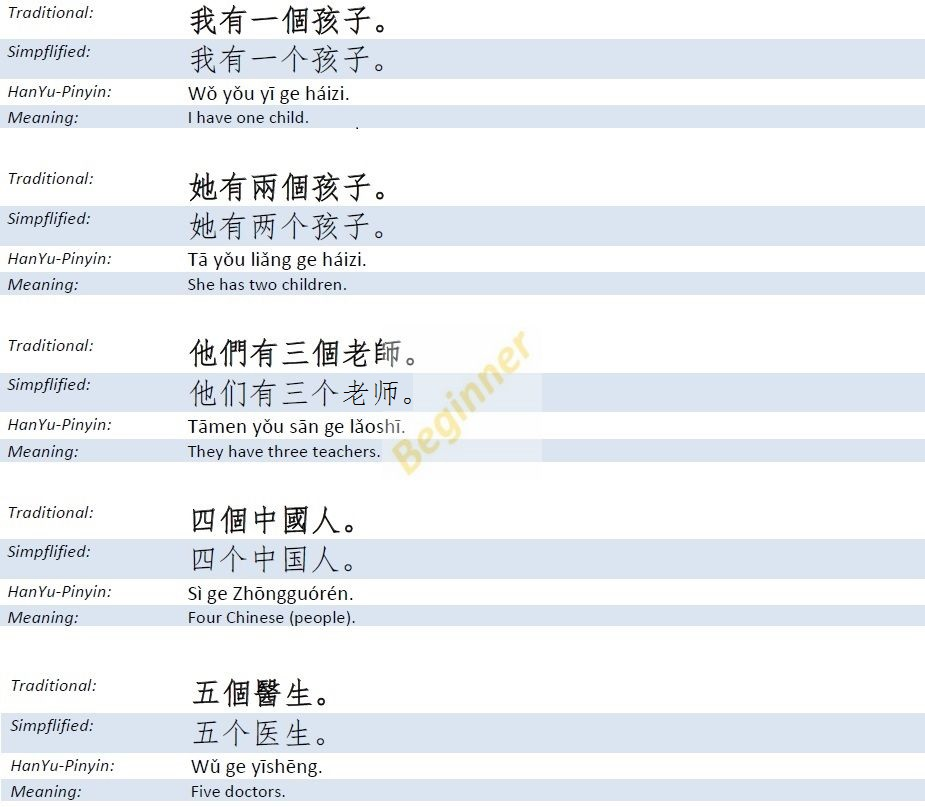 Traditional: 我有一個孩子。
Simpflified: 我有一个孩子。
HanYu-Pinyin: Wǒ yǒu yī ge háizi.
Meaning: I have one child.
Traditional: 她有兩個孩子。
Simpflified: 她有两个孩子。
HanYu-Pinyin: Tā yǒu liǎng ge háizi.
Meaning: She has two children.
Traditional: 他們有三個老師。
Simpflified: 他们有三个老师。
HanYu-Pinyin: Tāmen yǒu sān ge lǎoshī.
Meaning: They have three teachers.
Beginner
Traditional: 四個中國人。
Simpflified: 四个中国人。
HanYu-Pinyin: Sì ge Zhōngguórén.
Meaning: Four Chinese (people).
Traditional: 五個醫生。
Simpflified: 五个医生。
HanYu-Pinyin: Wǔ ge yīshēng.
Meaning: Five doctors.